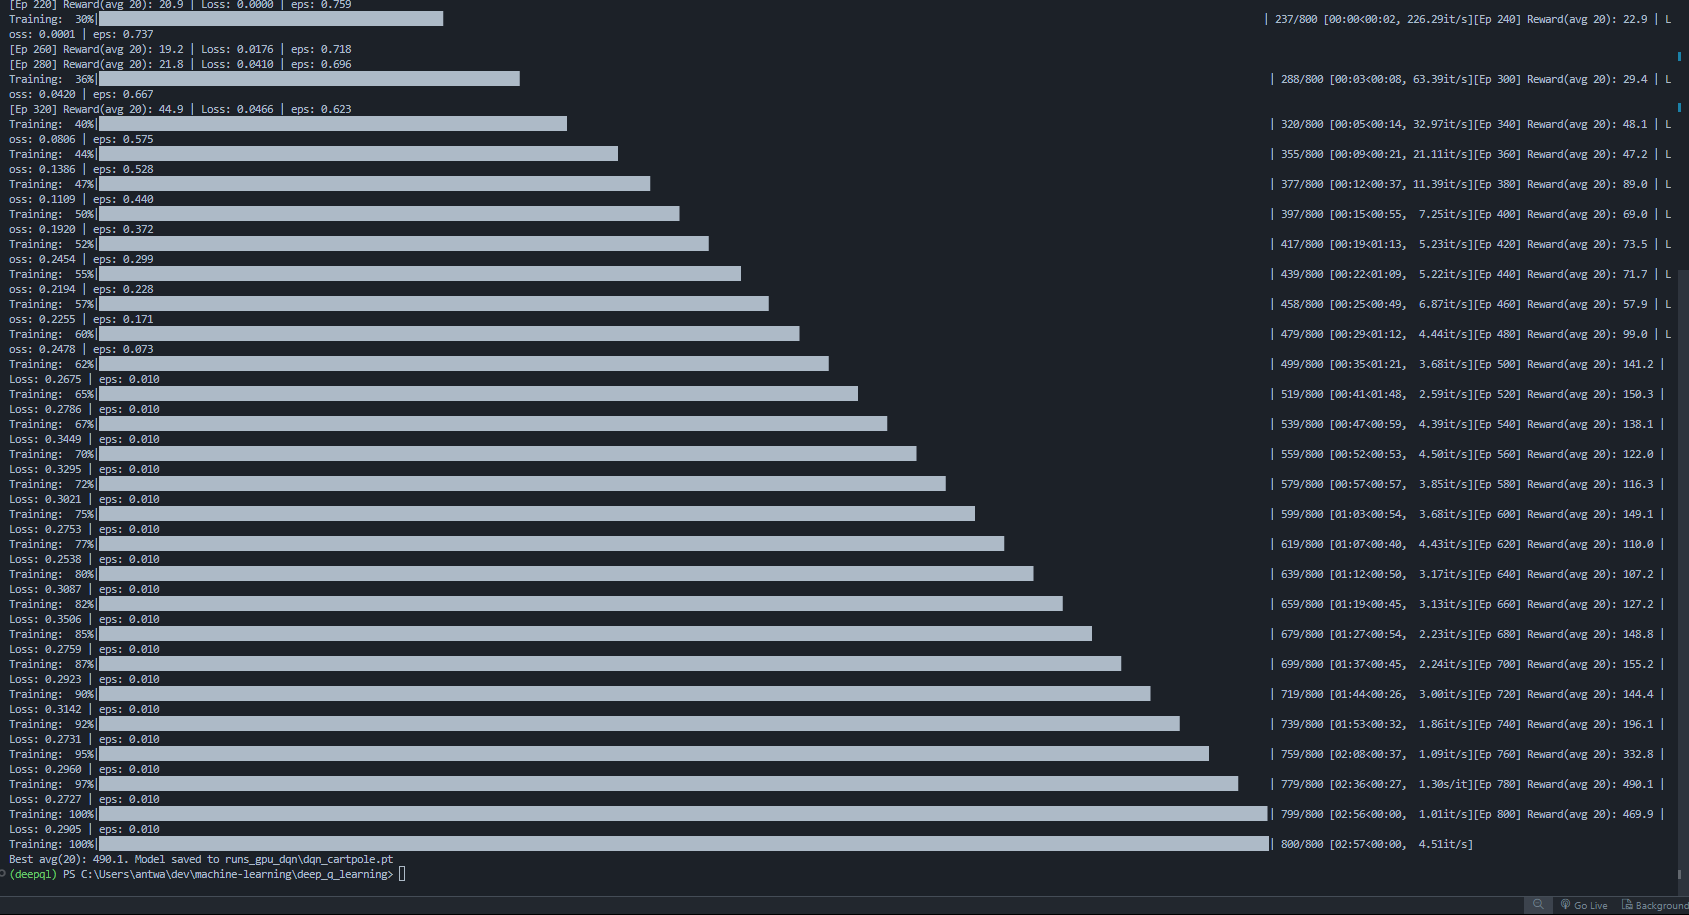 [Ep 220] Reward(avg 20): 20.9 | Loss: 0.0000 | eps: 0.759
Training:  30%| | 237/800 [00:00<00:02, 226.29it/s][Ep 240] Reward(avg 20): 22.9 | L
oss: 0.0001 | eps: 0.737
[Ep 260] Reward(avg 20): 19.2 | Loss: 0.0176 | eps: 0.718
[Ep 280] Reward(avg 20): 21.8 | Loss: 0.0410 | eps: 0.696
Training:  36%| | 288/800 [00:03<00:08, 63.39it/s][Ep 300] Reward(avg 20): 29.4 | L
oss: 0.0420 | eps: 0.667
[Ep 320] Reward(avg 20): 44.9 | Loss: 0.0466 | eps: 0.623
Training:  40%| | 320/800 [00:05<00:14, 32.97it/s][Ep 340] Reward(avg 20): 48.1 | L
oss: 0.0806 | eps: 0.575
Training:  44%| | 355/800 [00:09<00:21, 21.11it/s][Ep 360] Reward(avg 20): 47.2 | L
oss: 0.1386 | eps: 0.528
Training:  47%| | 377/800 [00:12<00:37, 11.39it/s][Ep 380] Reward(avg 20): 89.0 | L
oss: 0.1109 | eps: 0.440
Training:  50%| | 397/800 [00:15<00:55,  7.25it/s][Ep 400] Reward(avg 20): 69.0 | L
oss: 0.1920 | eps: 0.372
Training:  52%| | 417/800 [00:19<01:13,  5.23it/s][Ep 420] Reward(avg 20): 73.5 | L
oss: 0.2454 | eps: 0.299
Training:  55%| | 439/800 [00:22<01:09,  5.22it/s][Ep 440] Reward(avg 20): 71.7 | L
oss: 0.2194 | eps: 0.228
Training:  57%| | 458/800 [00:25<00:49,  6.87it/s][Ep 460] Reward(avg 20): 57.9 | L
oss: 0.2255 | eps: 0.171
Training:  60%| | 479/800 [00:29<01:12,  4.44it/s][Ep 480] Reward(avg 20): 99.0 | L
oss: 0.2478 | eps: 0.073
Training:  62%| | 499/800 [00:35<01:21,  3.68it/s][Ep 500] Reward(avg 20): 141.2 |
Loss: 0.2675 | eps: 0.010
Training:  65%| | 519/800 [00:41<01:48,  2.59it/s][Ep 520] Reward(avg 20): 150.3 |
Loss: 0.2786 | eps: 0.010
Training:  67%| | 539/800 [00:47<00:59,  4.39it/s][Ep 540] Reward(avg 20): 138.1 |
Loss: 0.3449 | eps: 0.010
Training:  70%| | 559/800 [00:52<00:53,  4.50it/s][Ep 560] Reward(avg 20): 122.0 |
Loss: 0.3295 | eps: 0.010
Training:  72%| | 579/800 [00:57<00:57,  3.85it/s][Ep 580] Reward(avg 20): 116.3 |
Loss: 0.3021 | eps: 0.010
Training:  75%| | 599/800 [01:03<00:54,  3.68it/s][Ep 600] Reward(avg 20): 149.1 |
Loss: 0.2753 | eps: 0.010
Training:  77%| | 619/800 [01:07<00:40,  4.43it/s][Ep 620] Reward(avg 20): 110.0 |
Loss: 0.2538 | eps: 0.010
Training:  80%| | 639/800 [01:12<00:50,  3.17it/s][Ep 640] Reward(avg 20): 107.2 |
Loss: 0.3087 | eps: 0.010
Training:  82%| | 659/800 [01:19<00:45,  3.13it/s][Ep 660] Reward(avg 20): 127.2 |
Loss: 0.3506 | eps: 0.010
Training:  85%| | 679/800 [01:27<00:54,  2.23it/s][Ep 680] Reward(avg 20): 148.8 |
Loss: 0.2759 | eps: 0.010
Training:  87%| | 699/800 [01:37<00:45,  2.24it/s][Ep 700] Reward(avg 20): 155.2 |
Loss: 0.2923 | eps: 0.010
Training:  90%| | 719/800 [01:44<00:26,  3.00it/s][Ep 720] Reward(avg 20): 144.4 |
Loss: 0.3142 | eps: 0.010
Training:  92%| | 739/800 [01:53<00:32,  1.86it/s][Ep 740] Reward(avg 20): 196.1 |
Loss: 0.2731 | eps: 0.010
Training:  95%| | 759/800 [02:08<00:37,  1.09it/s][Ep 760] Reward(avg 20): 332.8 |
Loss: 0.2960 | eps: 0.010
Training:  97%| | 779/800 [02:36<00:27,  1.30s/it][Ep 780] Reward(avg 20): 490.1 |
Loss: 0.2727 | eps: 0.010
Training: 100%| | 799/800 [02:56<00:00,  1.01it/s][Ep 800] Reward(avg 20): 469.9 |
Loss: 0.2905 | eps: 0.010
Training: 100%| | 800/800 [02:57<00:00,  4.51it/s]
Best avg(20): 490.1. Model saved to runs_gpu_dqn\dqn_cartpole.pt
(deepql) PS C:\Users\antwa\dev\machine-learning\deep_q_learning>
Go Live Background